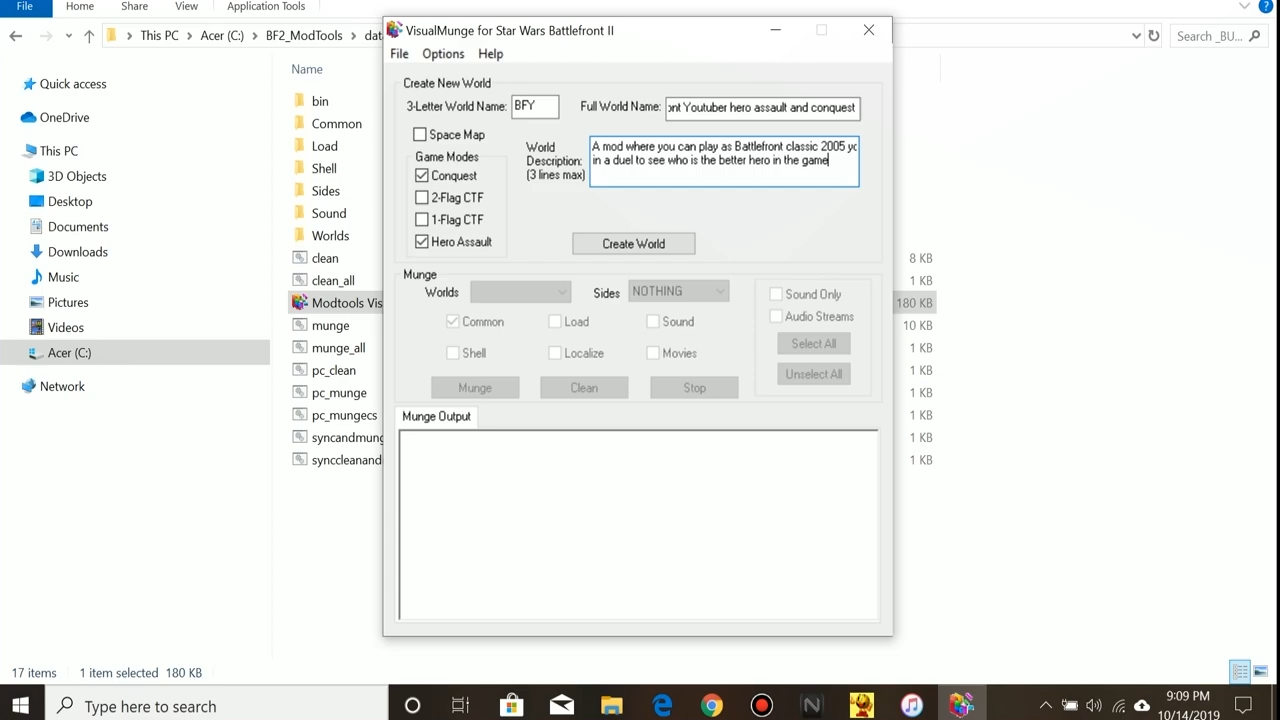 File
Home
Share
View
Application Tools
This PC
Acer (C:)
BF2_ModTools
Search _BU...
Quick access
OneDrive
This PC
3D Objects
Desktop
Documents
Downloads
Music
Pictures
Videos
Acer (C:)
Network
Name
bin
Common
Load
Shell
Sides
Sound
Worlds
clean
8 KB
clean_all
1 KB
Modtools Vis
180 KB
munge
10 KB
munge_all
1 KB
pc_clean
1 KB
pc_munge
1 KB
pc_mungecs
1 KB
syncandmung
1 KB
synccleanand
1 KB
VisualMunge for Star Wars Battlefront II
File Options Help
Create New World
3-Letter World Name: BFY
Full World Name: ont Youtuber hero assault and conquest
Space Map
Game Modes
Conquest
2-Flag CTF
1-Flag CTF
Hero Assault
World
Description:
(3 lines max)
A mod where you can play as Battlefront classic 2005 yo
in a duel to see who is the better hero in the game
Create World
Munge
Worlds
Sides NOTHING
Common
Load
Sound
Shell
Localize
Movies
Munge
Clean
Stop
Sound Only
Audio Streams
Select All
Unselect All
Munge Output
17 items
1 item selected 180 KB
Type here to search
9:09 PM
10/14/2019